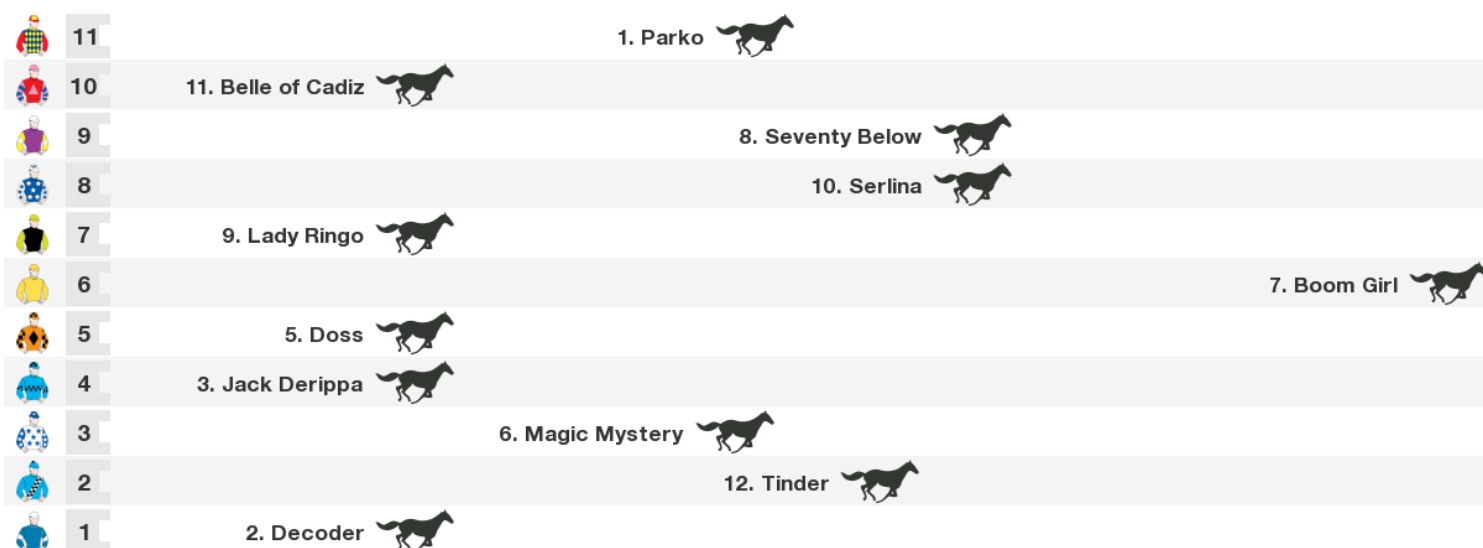 11 1. Parko
10 11. Belle of Cadiz
9 8. Seventy Below
8 10. Serlina
7 9. Lady Ringo
6 7. Boom Girl
5 5. Doss
4 3. Jack Derippa
3 6. Magic Mystery
2 12. Tinder
1 2. Decoder